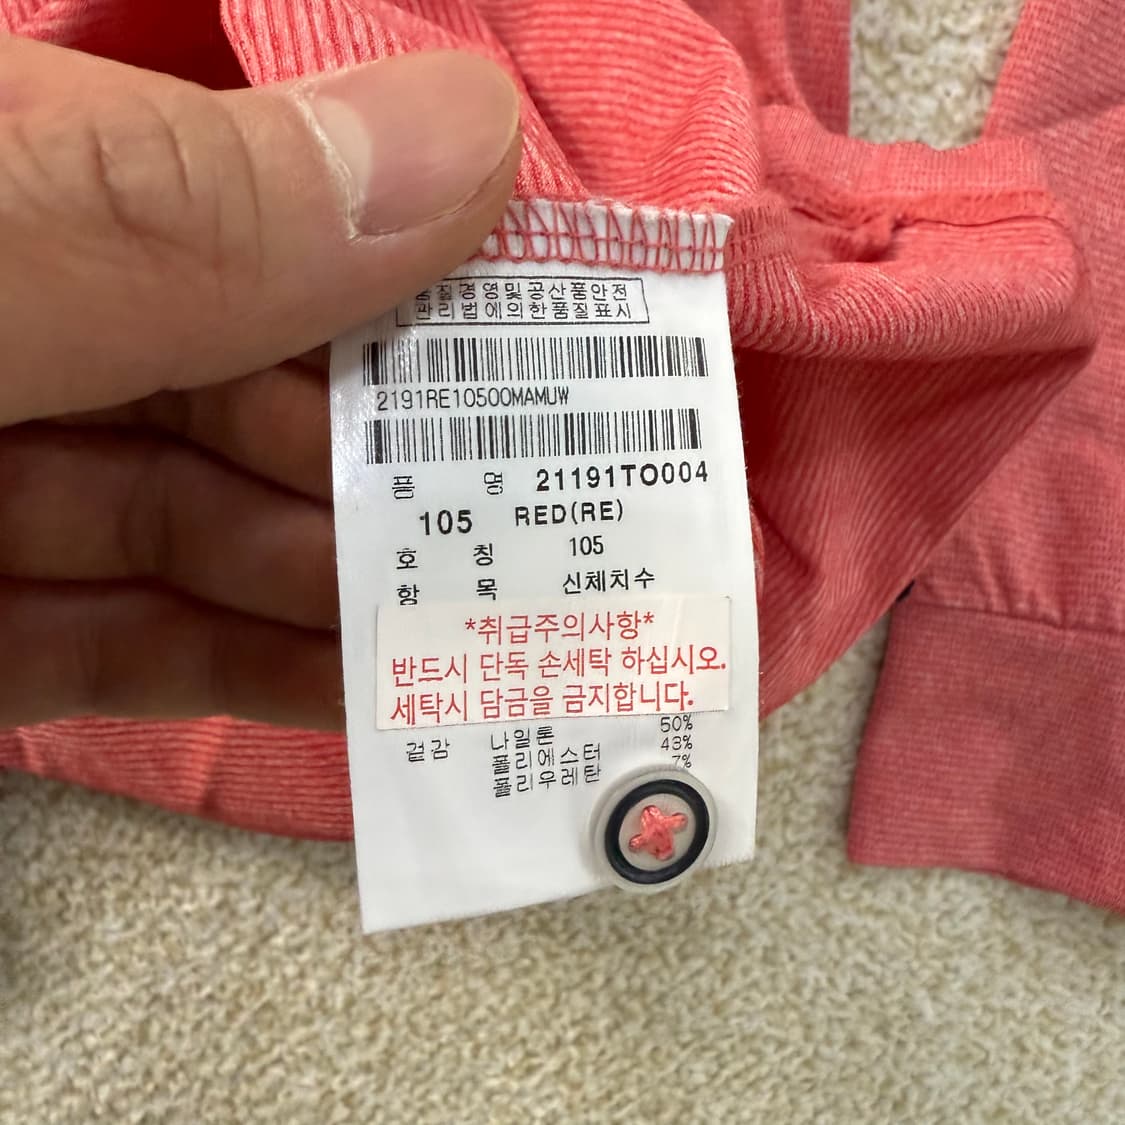 품질경영및공산품안전
관리법에의한품질표시
2191RE10500MAMUW
품 명 21191TO004
105 RED(RE)
호 칭 105
항 목 신체치수
*취급주의사항*
반드시 단독 손세탁 하십시오.
세탁시 담금을 금지합니다.
겉감 나일론 50%
폴리에스터 43%
폴리우레탄 7%